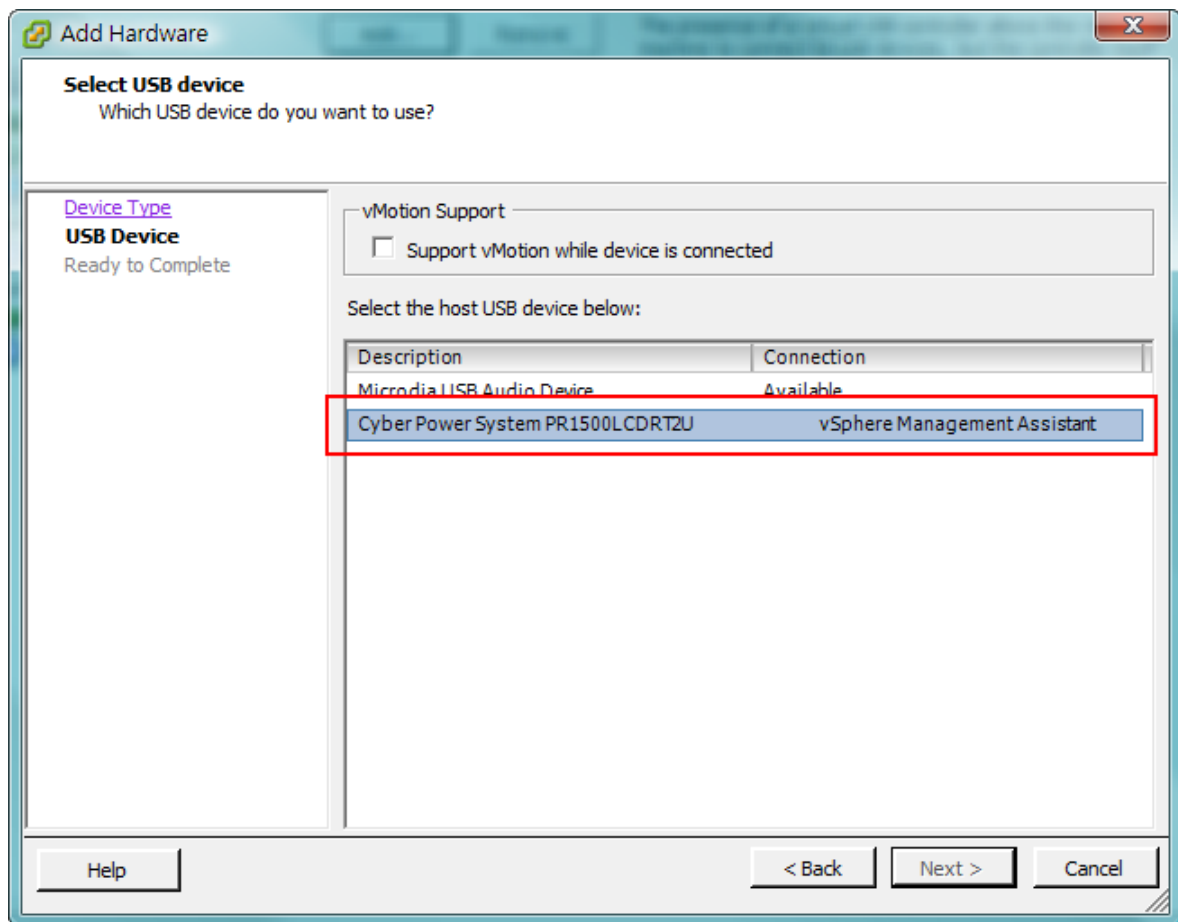 Add Hardware
Select USB device
Which USB device do you want to use?
Device Type
USB Device
Ready to Complete
vMotion Support
Support vMotion while device is connected
Select the host USB device below:
Description Connection
Microdia USB Audio Device Available
Cyber Power System PR1500LCDRT2U vSphere Management Assistant
Help < Back Next > Cancel